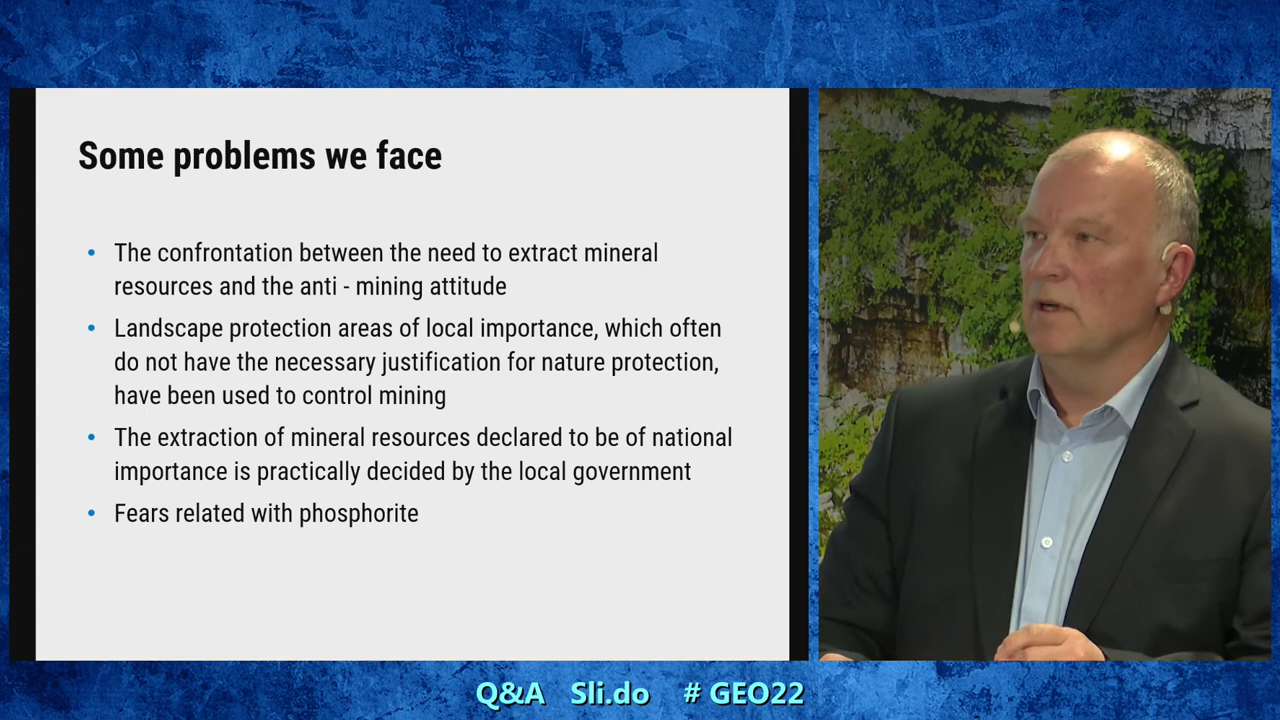 Some problems we face
The confrontation between the need to extract mineral
resources and the anti - mining attitude
Landscape protection areas of local importance, which often
do not have the necessary justification for nature protection,
have been used to control mining
The extraction of mineral resources declared to be of national
importance is practically decided by the local government
Fears related with phosphorite
Q&A Sli.do # GEO22